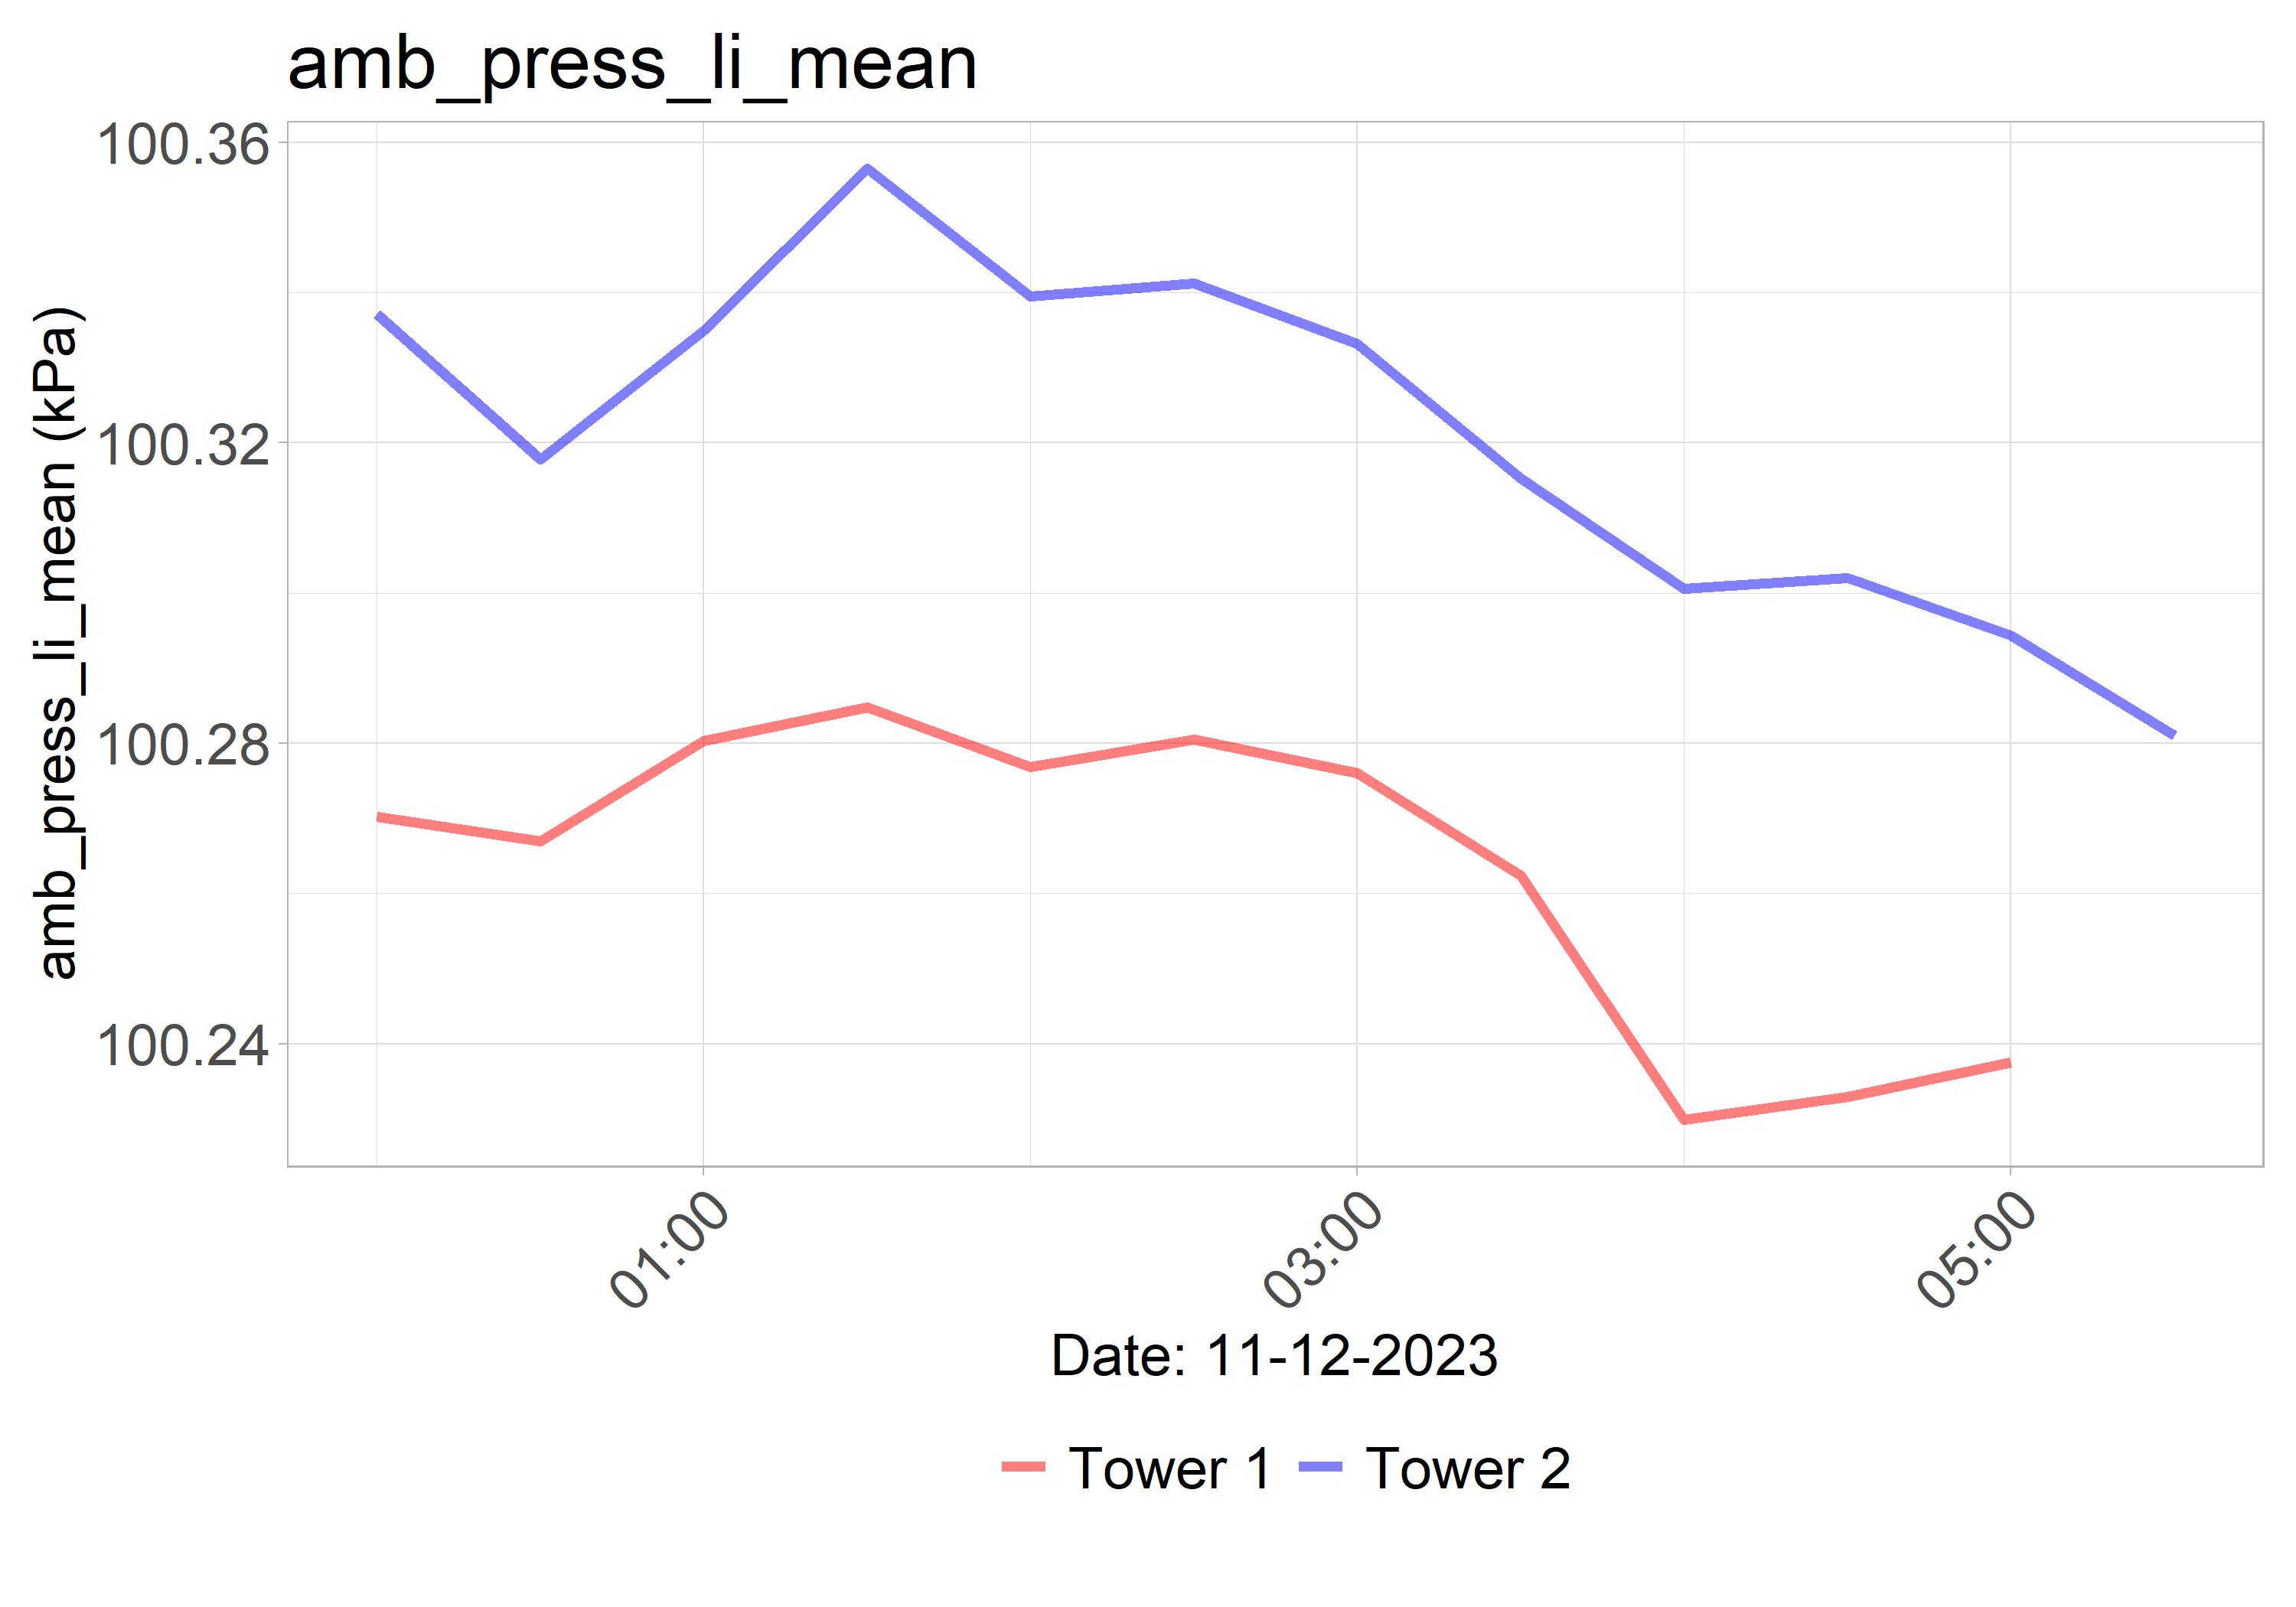 amb_press_li_mean
amb_press_li_mean (kPa)
100.36
100.32
100.28
100.24
01:00
03:00
05:00
Date: 11-12-2023
Tower 1
Tower 2